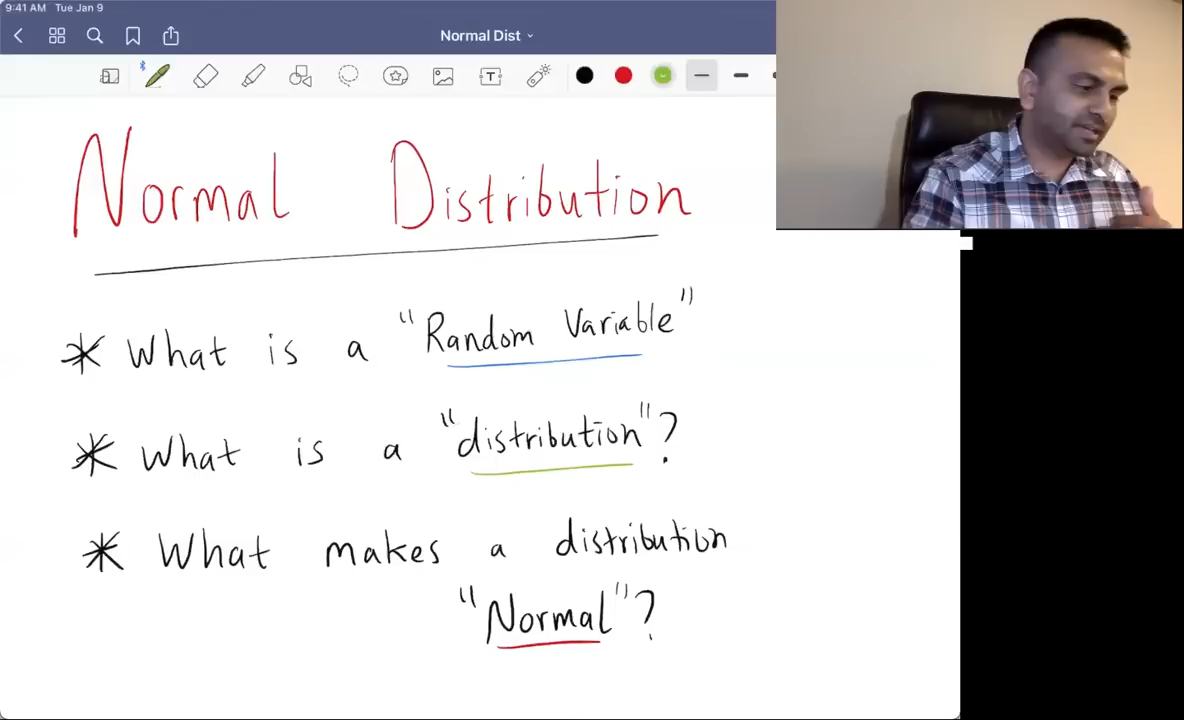 9:41 AM Tue Jan 9
Normal Dist
T
Normal Distribution
* What is a "Random Variable"
* What is a "distribution"?
* What makes a distribution
"Normal"?